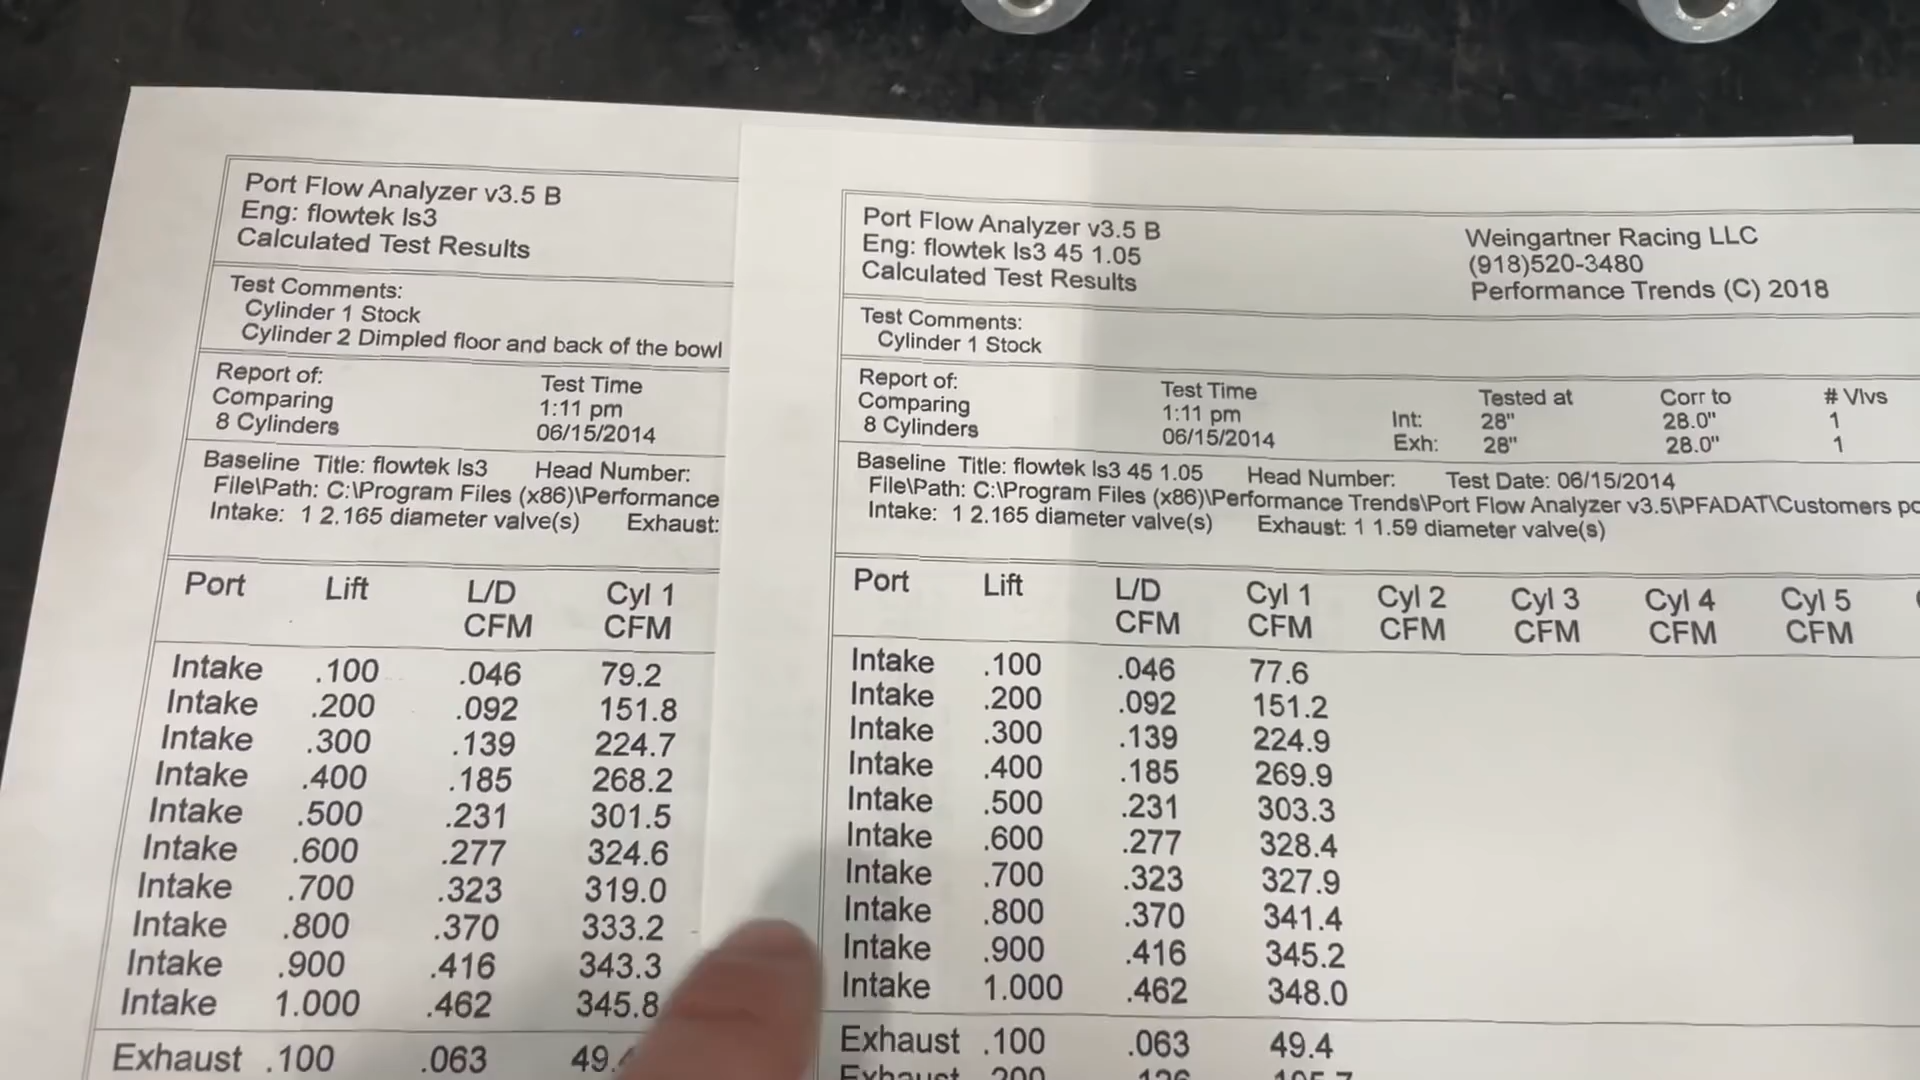 Port Flow Analyzer v3.5 B
Eng: flowtek ls3
Calculated Test Results
Test Comments:
Cylinder 1 Stock
Cylinder 2 Dimpled floor and back of the bowl
Report of: Test Time
Comparing 1:11 pm
8 Cylinders 06/15/2014
Baseline Title: flowtek ls3 Head Number:
File\Path: C:\Program Files (x86)\Performance
Intake: 1 2.165 diameter valve(s) Exhaust:
Port Lift L/D Cyl 1
CFM CFM
Intake .100 .046 79.2
Intake .200 .092 151.8
Intake .300 .139 224.7
Intake .400 .185 268.2
Intake .500 .231 301.5
Intake .600 .277 324.6
Intake .700 .323 319.0
Intake .800 .370 333.2
Intake .900 .416 343.3
Intake 1.000 .462 345.8
Exhaust .100 .063
Port Flow Analyzer v3.5 B
Eng: flowtek ls3 45 1.05
Calculated Test Results
Weingartner Racing LLC
(918)520-3480
Performance Trends (C) 2018
Test Comments:
Cylinder 1 Stock
Report of: Test Time Tested at Corr to # Vlvs
Comparing 1:11 pm Int: 28" 28.0" 1
8 Cylinders 06/15/2014 Exh: 28" 28.0" 1
Baseline Title: flowtek ls3 45 1.05 Head Number: Test Date: 06/15/2014
File\Path: C:\Program Files (x86)\Performance Trends\Port Flow Analyzer v3.5\PFADAT\Customers
Intake: 1 2.165 diameter valve(s) Exhaust: 1 1.59 diameter valve(s)
Port Lift L/D Cyl 1 Cyl 2 Cyl 3 Cyl 4 Cyl 5
CFM CFM CFM CFM CFM CFM
Intake .100 .046 77.6
Intake .200 .092 151.2
Intake .300 .139 224.9
Intake .400 .185 269.9
Intake .500 .231 303.3
Intake .600 .277 328.4
Intake .700 .323 327.9
Intake .800 .370 341.4
Intake .900 .416 345.2
Intake 1.000 .462 348.0
Exhaust .100 .063 49.4